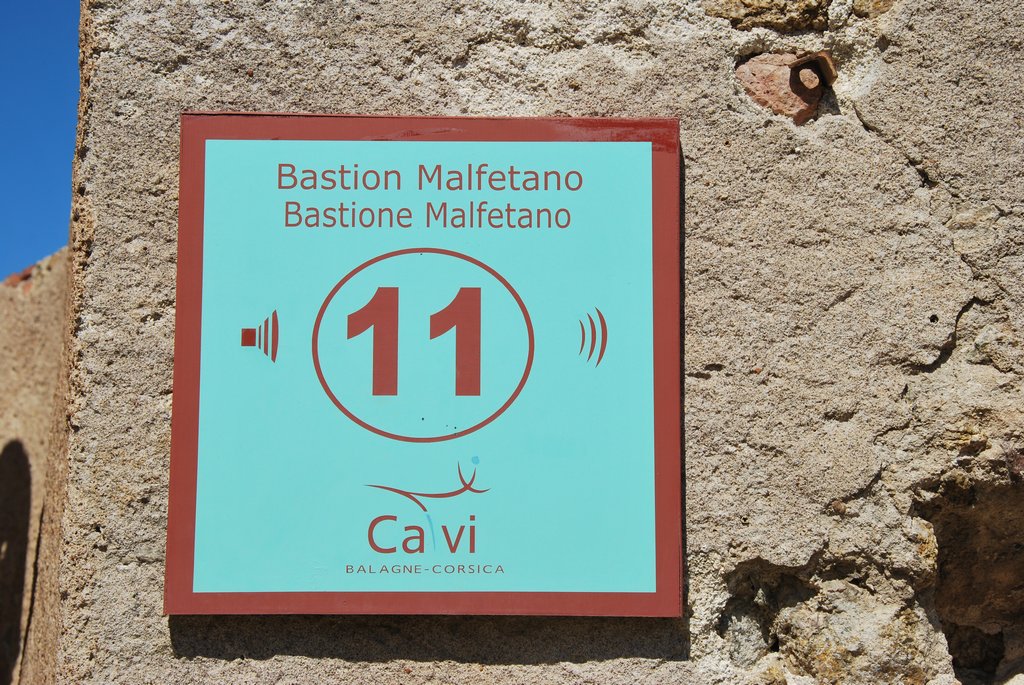 Bastion Malfetano
Bastione Malfetano
11
Calvi
BALAGNE-CORSICA